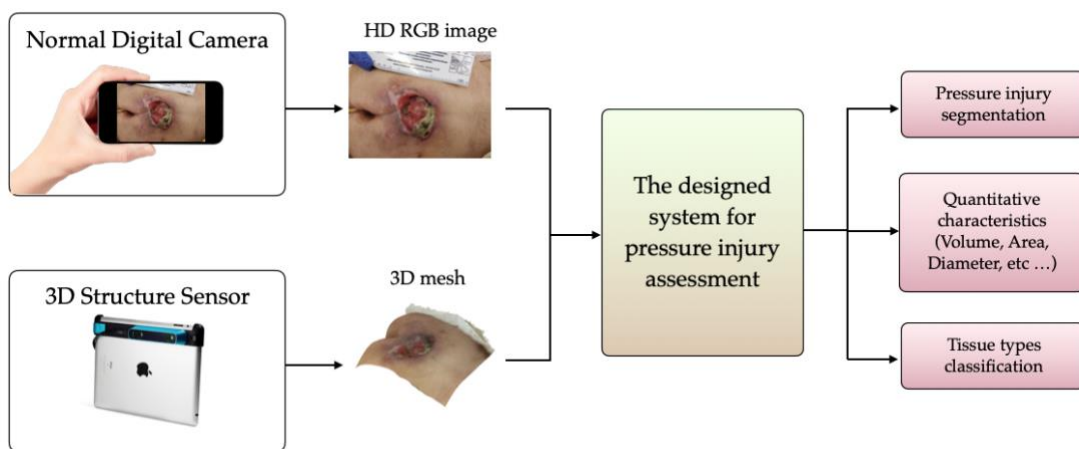 Normal Digital Camera
HD RGB image
3D Structure Sensor
3D mesh
The designed
system for
pressure injury
assessment
Pressure injury
segmentation
Quantitative
characteristics
(Volume, Area,
Diameter, etc …)
Tissue types
classification